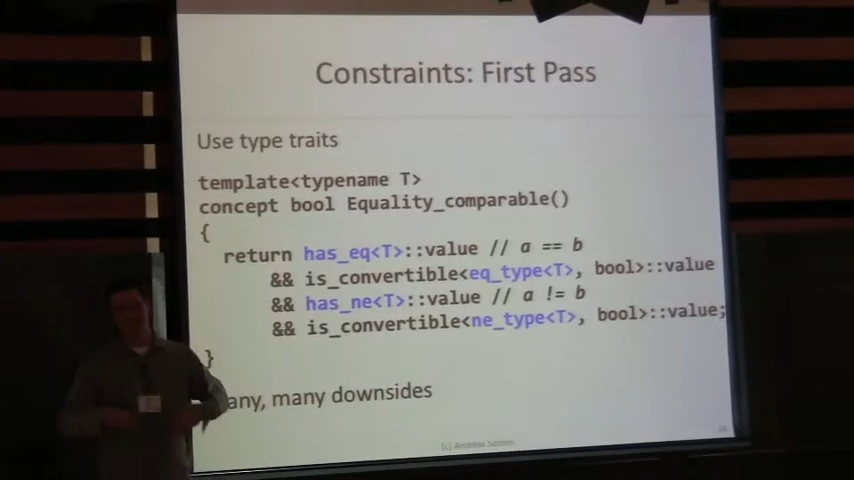 Constraints: First Pass
Use type traits
template<typename T>
concept bool Equality_comparable()
{
return has_eq<T>::value // a == b
&& is_convertible<eq_type<T>, bool>::value
&& has_ne<T>::value // a != b
&& is_convertible<ne_type<T>, bool>::value;
}
any, many downsides
(c)